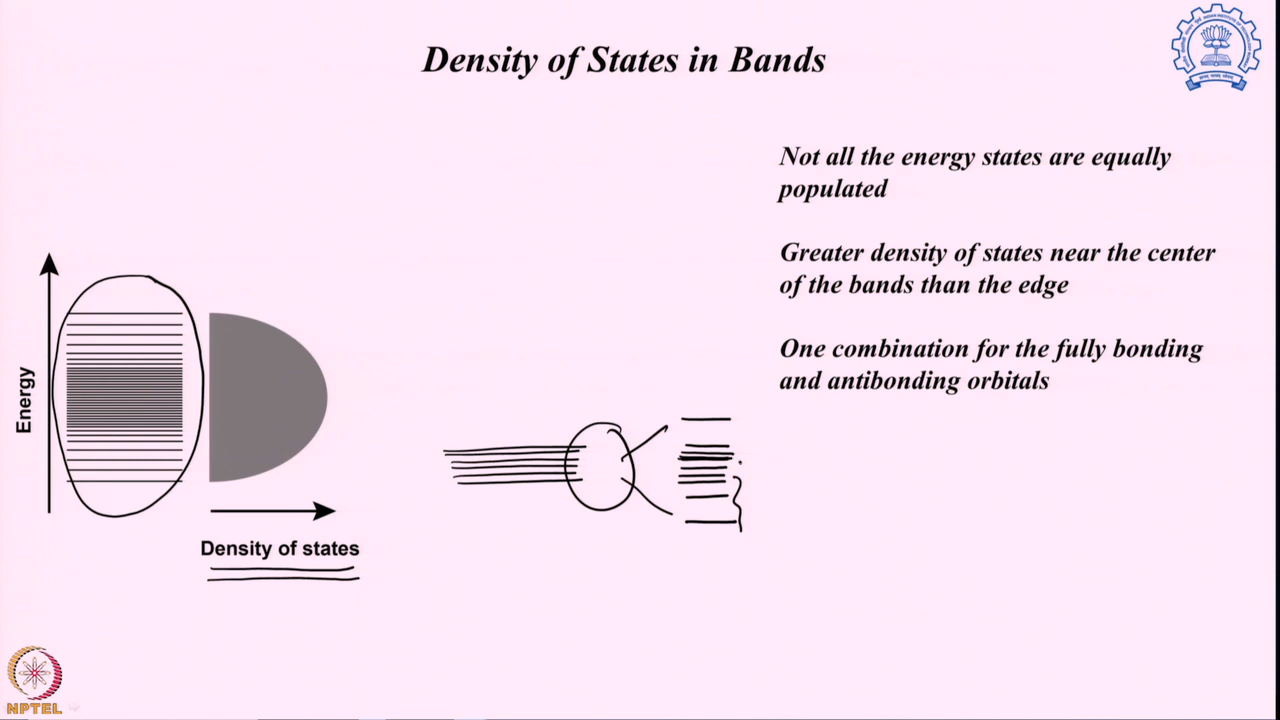 Density of States in Bands
Not all the energy states are equally
populated
Greater density of states near the center
of the bands than the edge
One combination for the fully bonding
and antibonding orbitals
Energy
Density of states
NPTEL